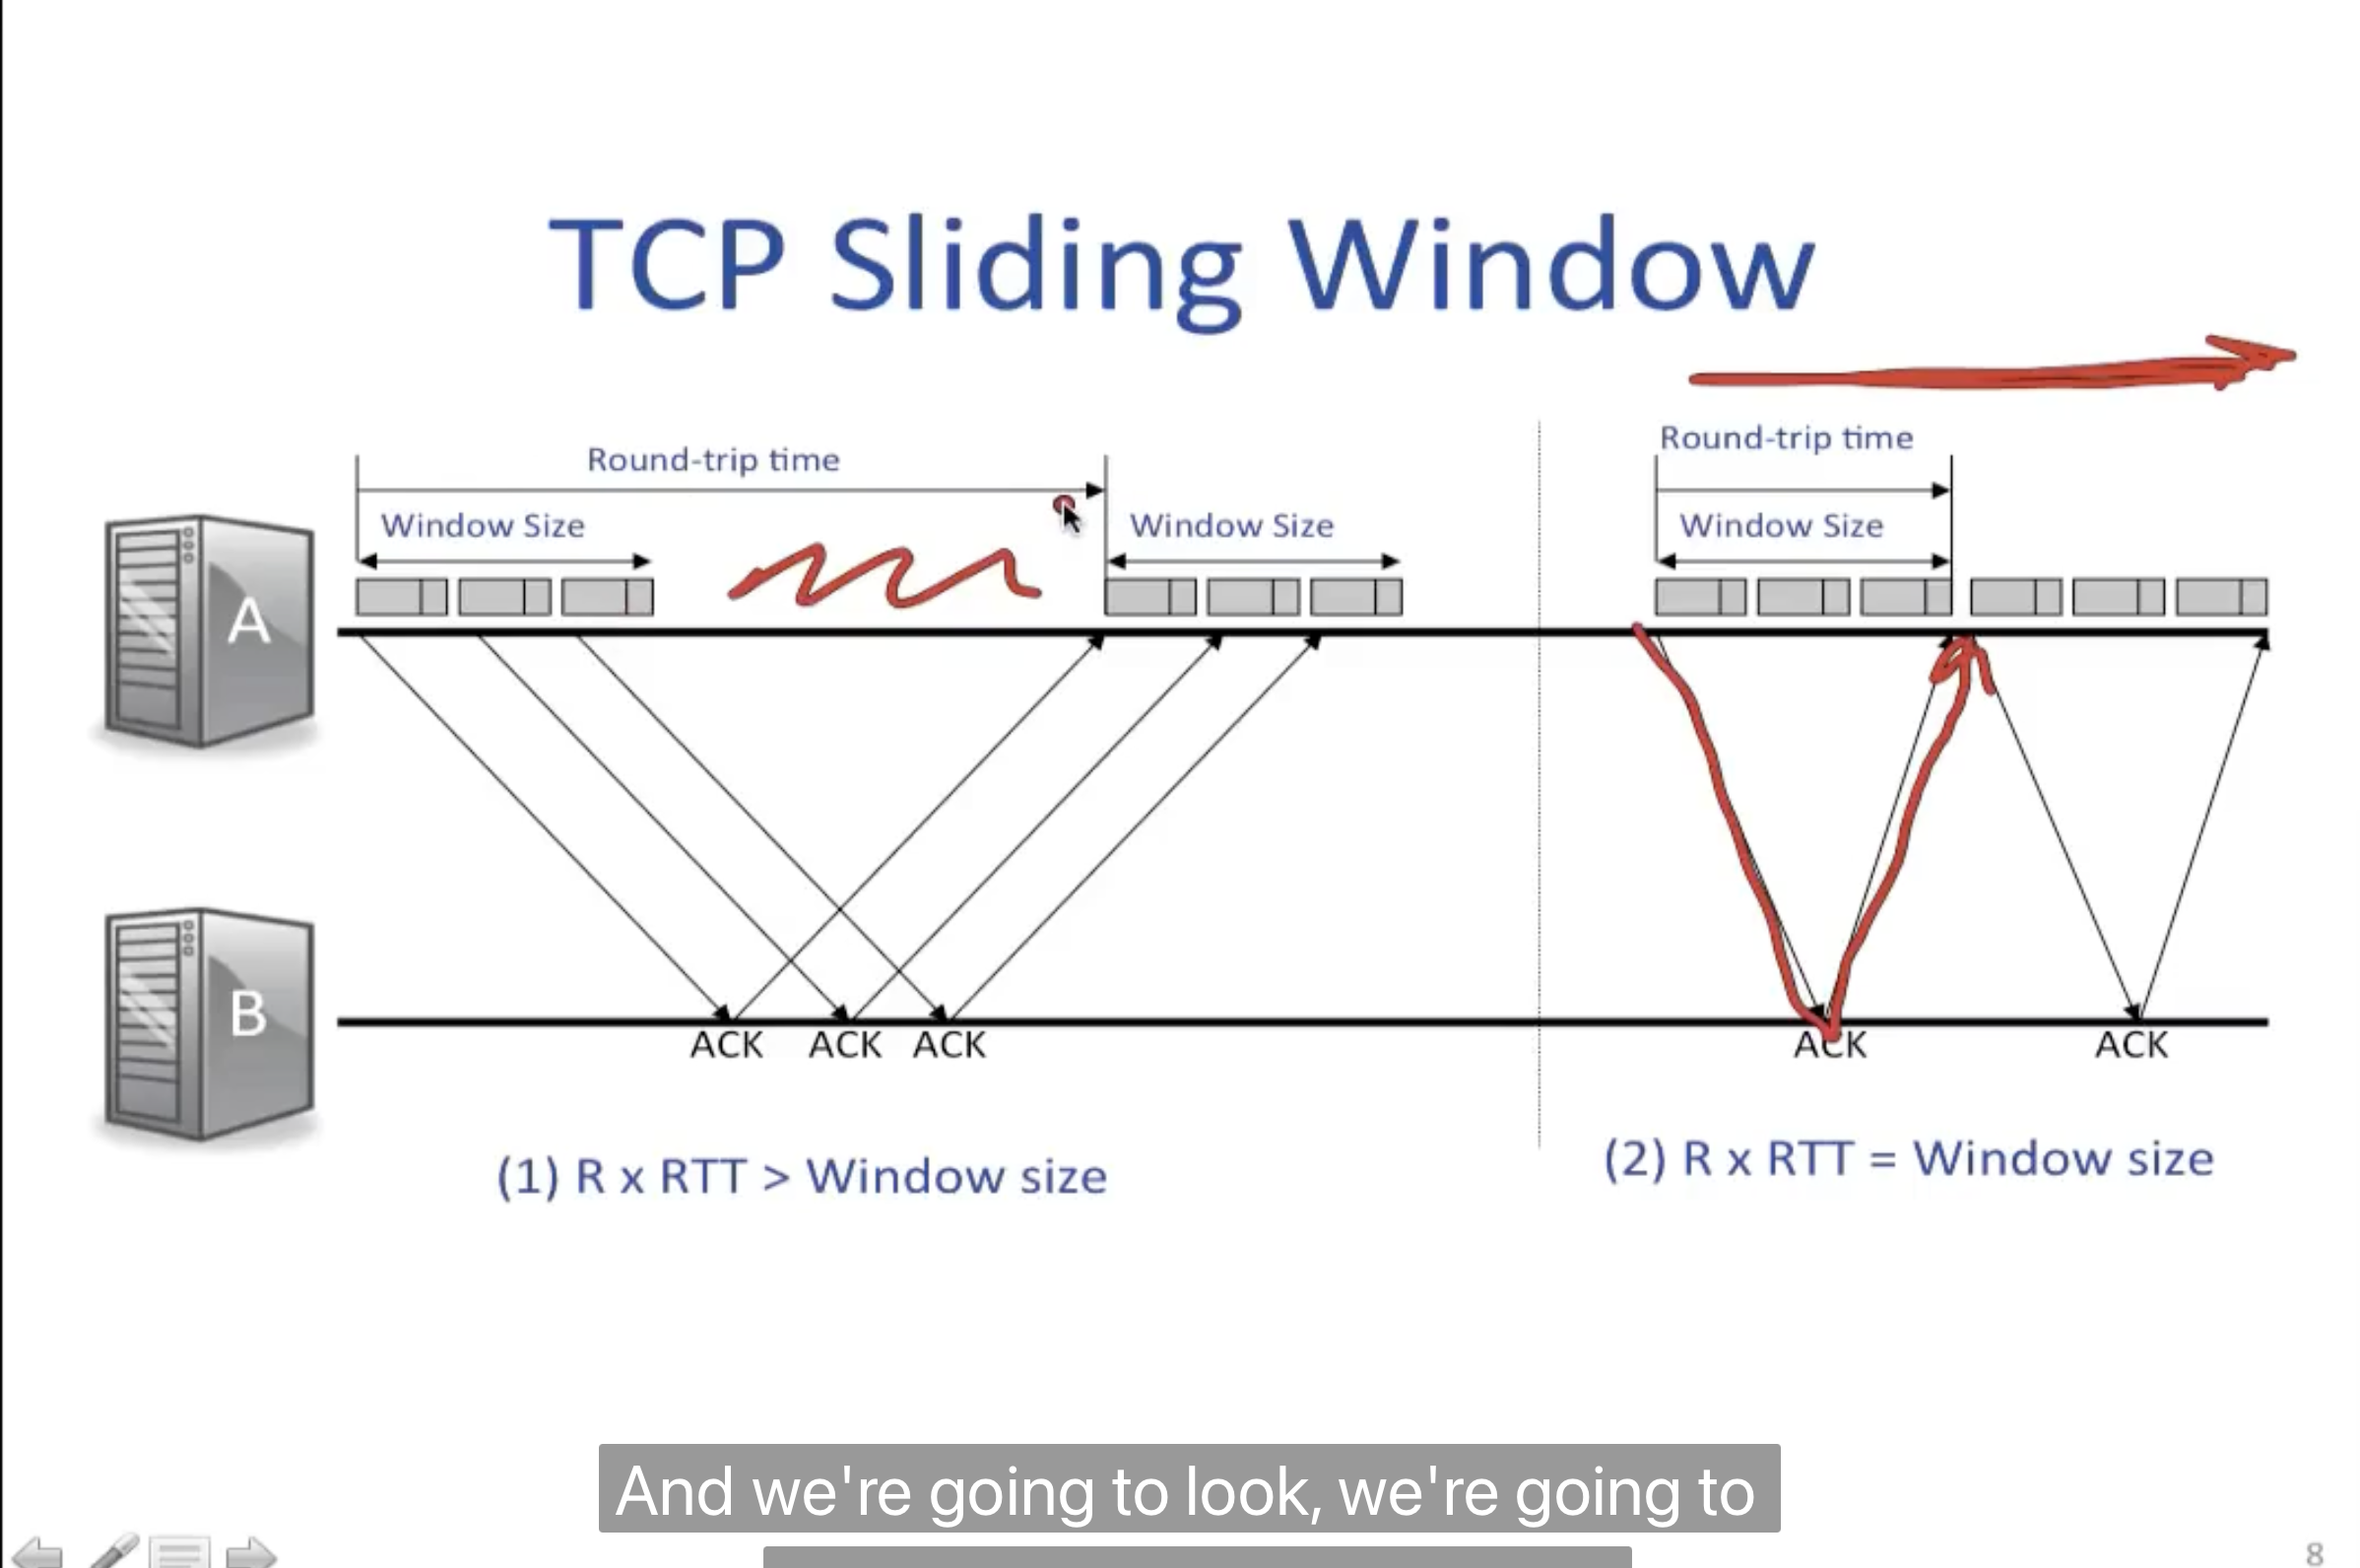 TCP Sliding Window
Round-trip time
Round-trip time
Window Size
Window Size
Window Size
A
B
ACK
ACK
ACK
ACK
ACK
(1) R x RTT > Window size
(2) R x RTT = Window size
And we're going to look, we're going to
8